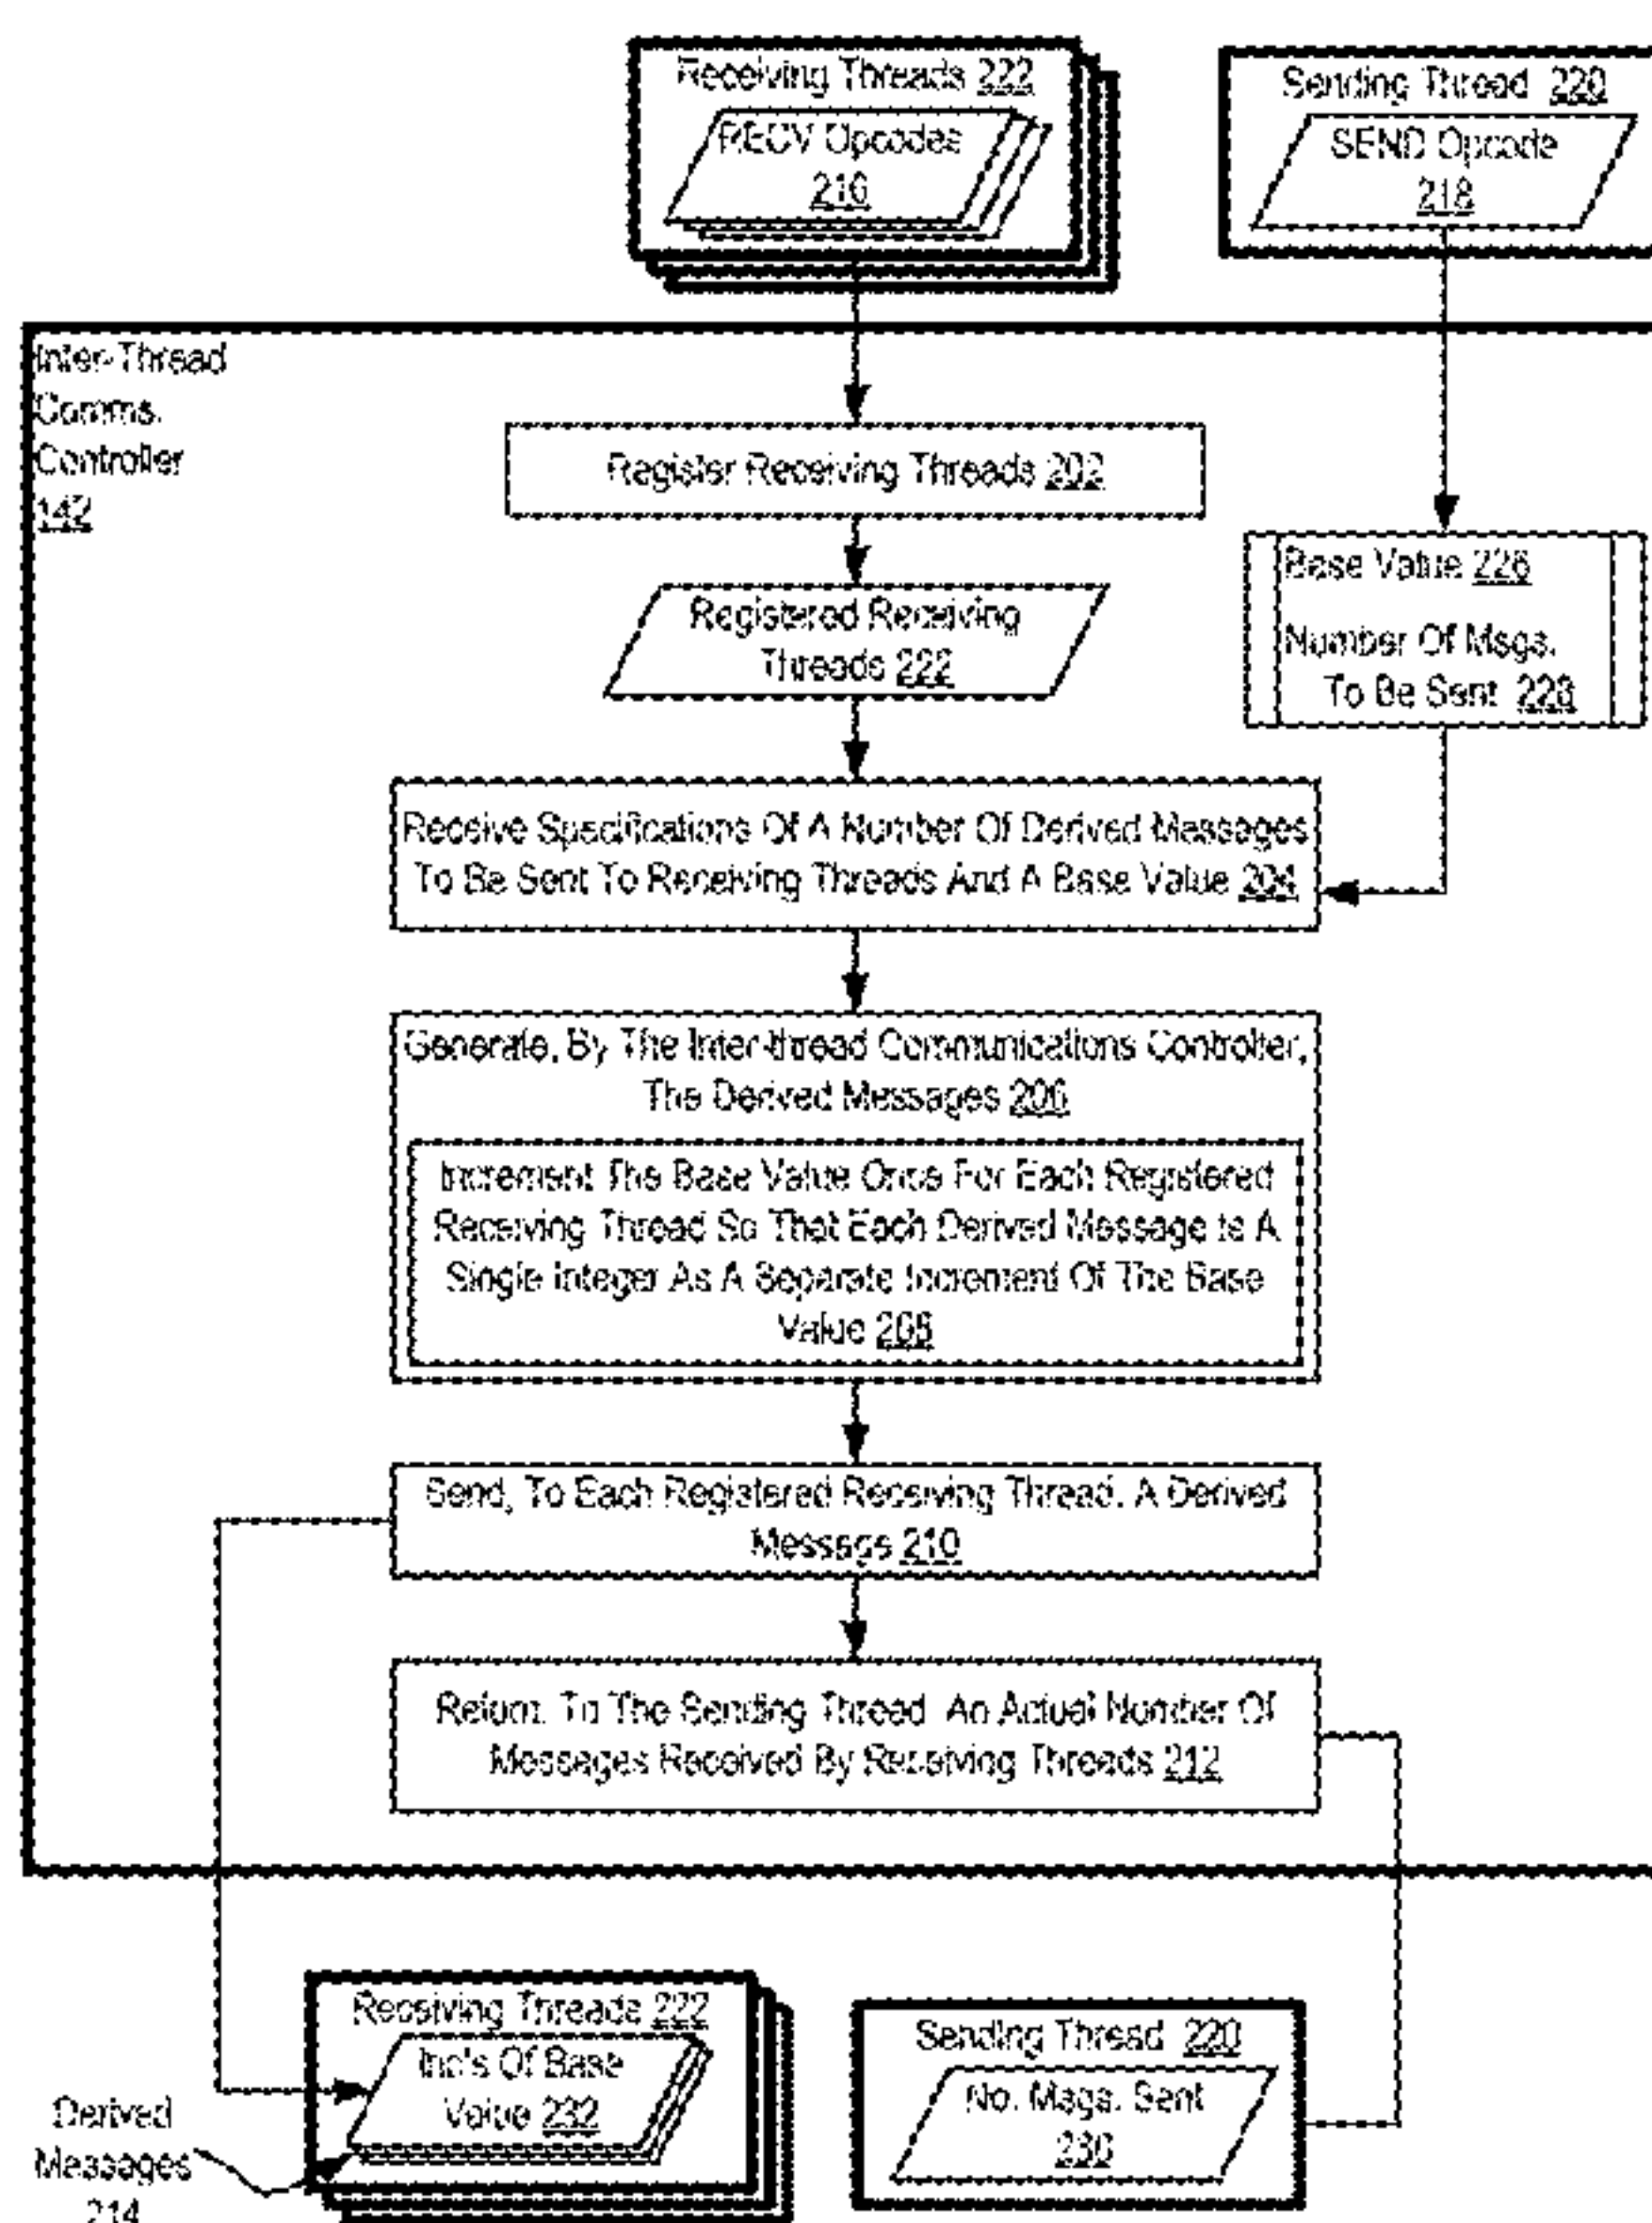 Receiving Threads 222
RECV Opcodes
216
Sending Thread 220
SEND Opcode
218
Inter-Thread
Comms.
Controller
142
Register Receiving Threads 202
Registered Receiving
Threads 222
Base Value 226
Number Of Msgs.
To Be Sent 228
Receive Specifications Of A Number Of Derived Messages
To Be Sent To Receiving Threads And A Base Value 204
Generate, By The Inter-thread Communications Controller,
The Derived Messages 206
Increment The Base Value Once For Each Registered
Receiving Thread So That Each Derived Message Is A
Single Integer As A Separate Increment Of The Base
Value 208
Send, To Each Registered Receiving Thread, A Derived
Message 210
Return To The Sending Thread An Actual Number Of
Messages Received By Receiving Threads 212
Receiving Threads 222
Inc's Of Base
Value 232
Sending Thread 220
No. Msgs. Sent
230
Derived
Messages
214